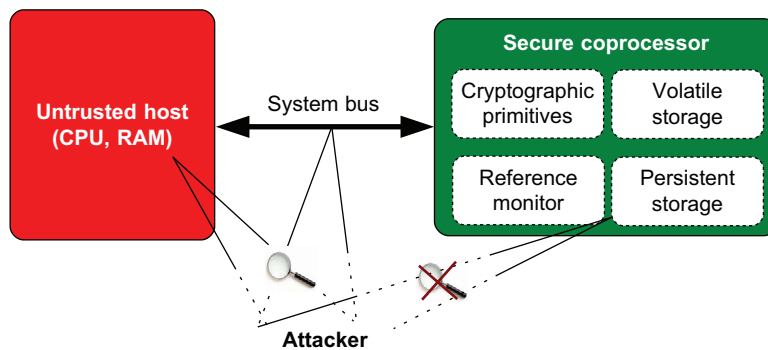 Untrusted host
(CPU, RAM)
System bus
Secure coprocessor
Cryptographic
primitives
Volatile
storage
Reference
monitor
Persistent
storage
Attacker